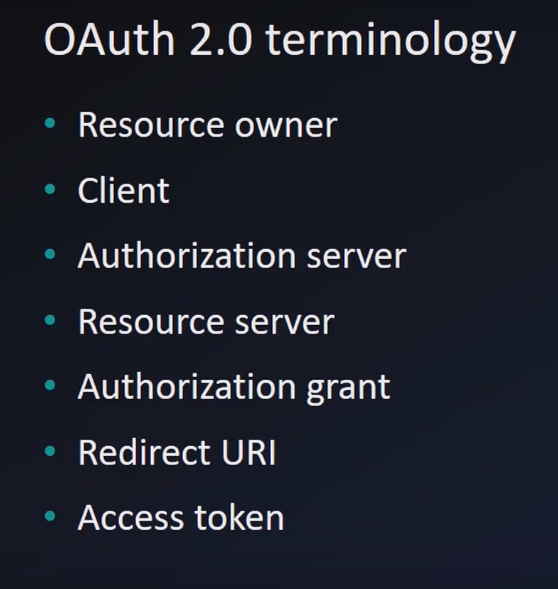 OAuth 2.0 terminology
• Resource owner
• Client
• Authorization server
• Resource server
• Authorization grant
• Redirect URI
• Access token